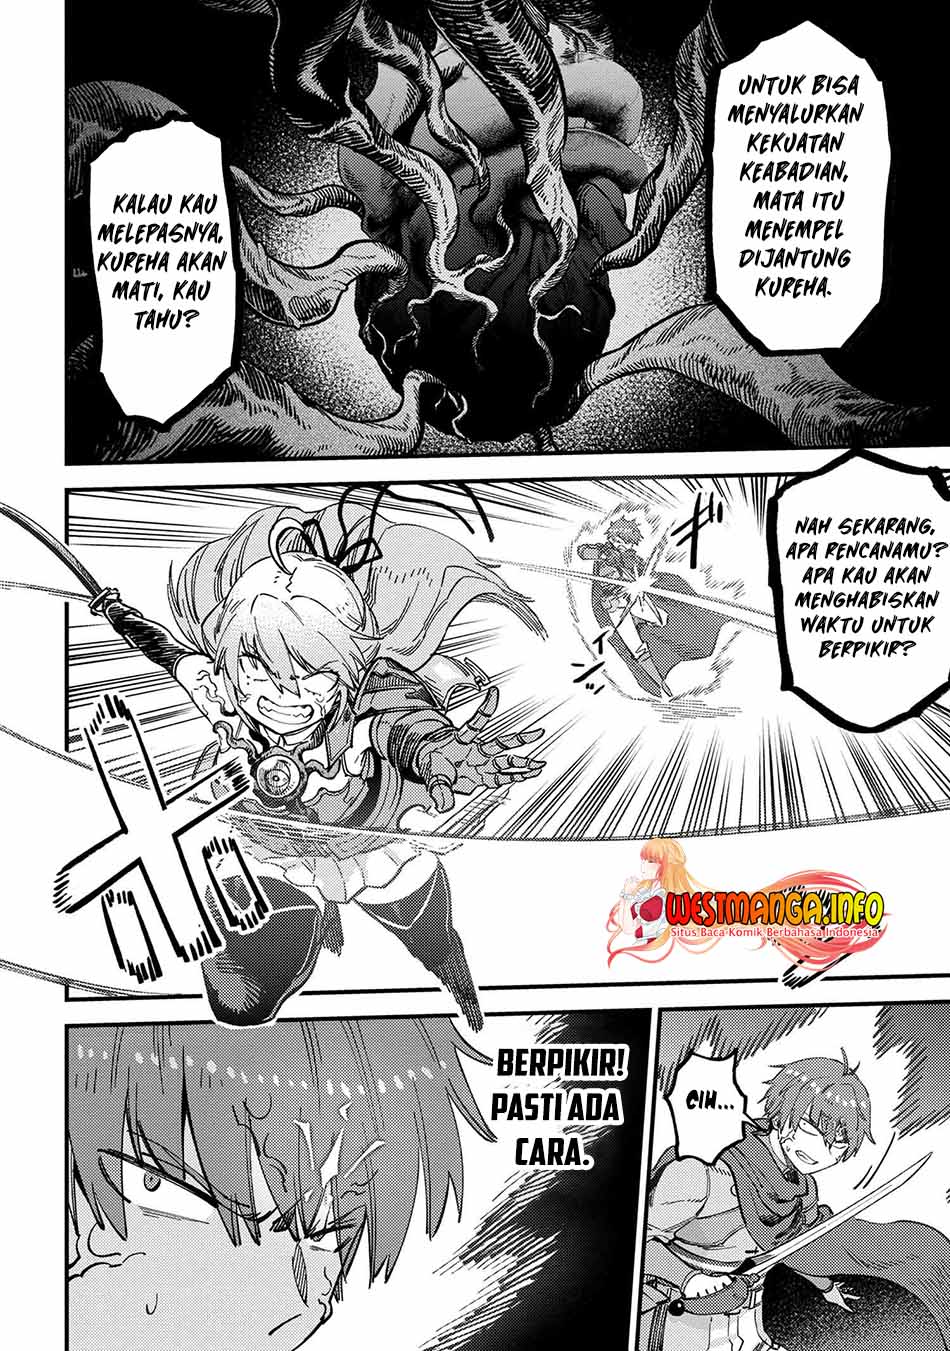 UNTUK BISA
MENYALURKAN
KEKUATAN
KEABADIAN,
MATA ITU
MENEMPEL
DIJANTUNG
KUREHA.
KALAU KAU
MELEPASNYA,
KUREHA AKAN
MATI, KAU
TAHU?
NAH SEKARANG,
APA RENCANAMU?
APA KAU AKAN
MENGHABISKAN
WAKTU UNTUK
BERPIKIR?
WESTMANGA.INFO
Situs Baca Komik Berbahasa Indonesia
CIH...
BERPIKIR!
PASTI ADA
CARA.